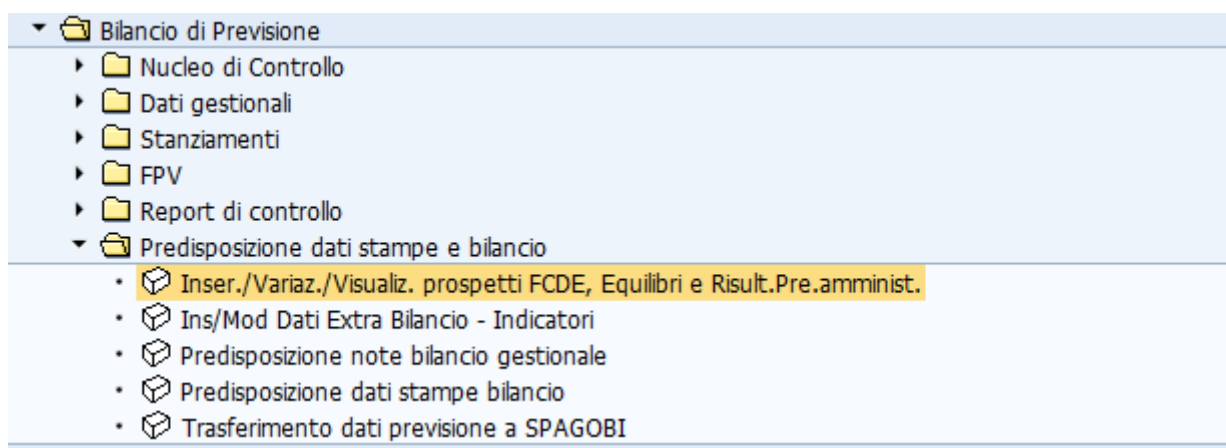 Bilancio di Previsione
Nucleo di Controllo
Dati gestionali
Stanziamenti
FPV
Report di controllo
Predisposizione dati stampe e bilancio
Inser./Variaz./Visualiz. prospetti FCDE, Equilibri e Risult.Pre.amminist.
Ins/Mod Dati Extra Bilancio - Indicatori
Predisposizione note bilancio gestionale
Predisposizione dati stampe bilancio
Trasferimento dati previsione a SPAGOBI